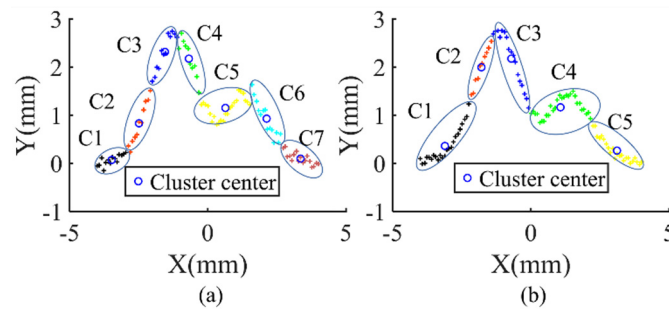 3
2
1
0
-1
Y(mm)
C1
C2
C3
C4
C5
C6
C7
Cluster center
-5
0
5
X(mm)
(a)
3
2
1
0
-1
Y(mm)
C1
C2
C3
C4
C5
Cluster center
-5
0
5
X(mm)
(b)